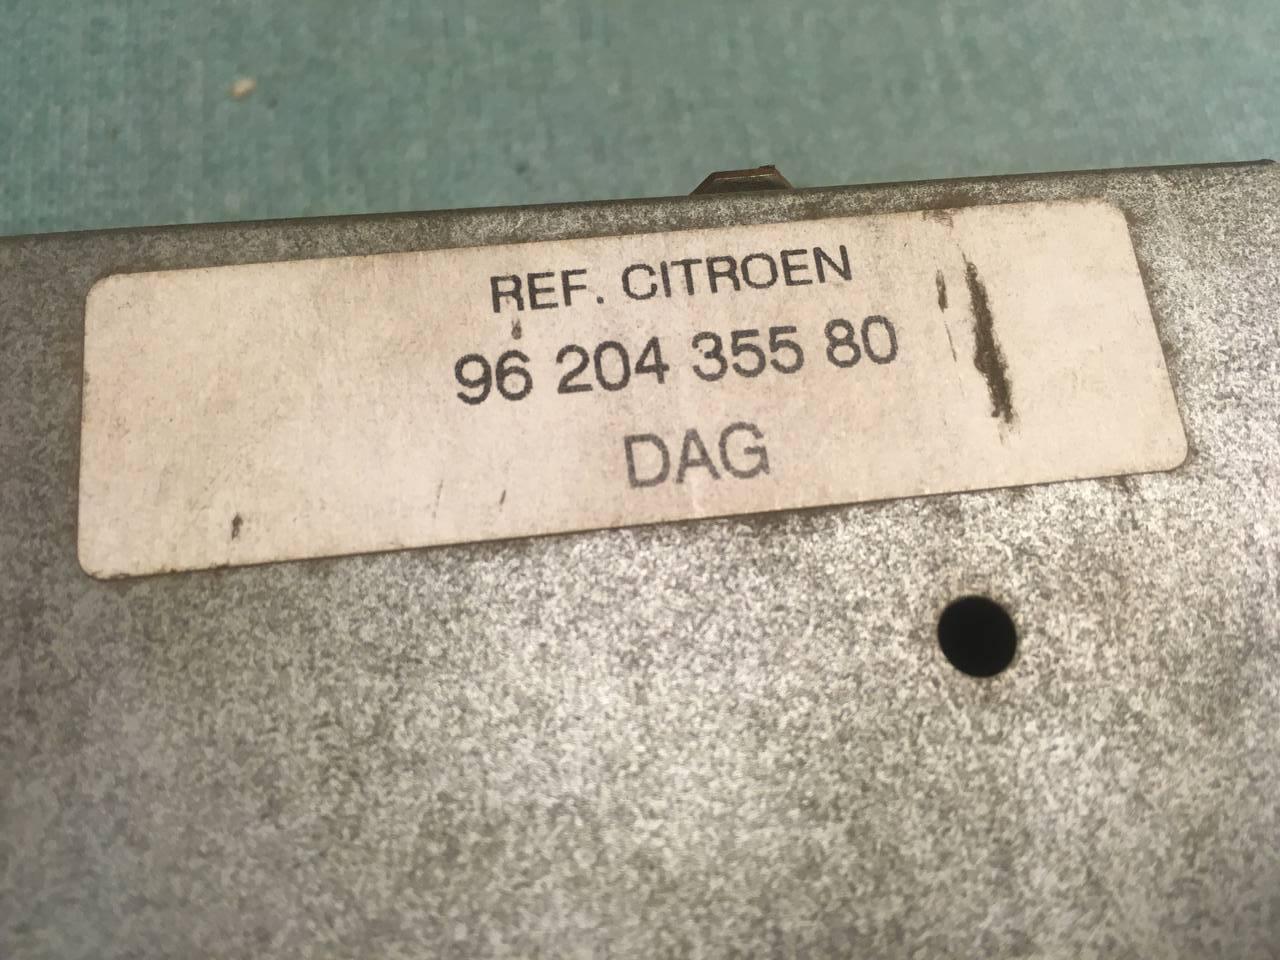 REF. CITROEN
96 204 355 80
DAG